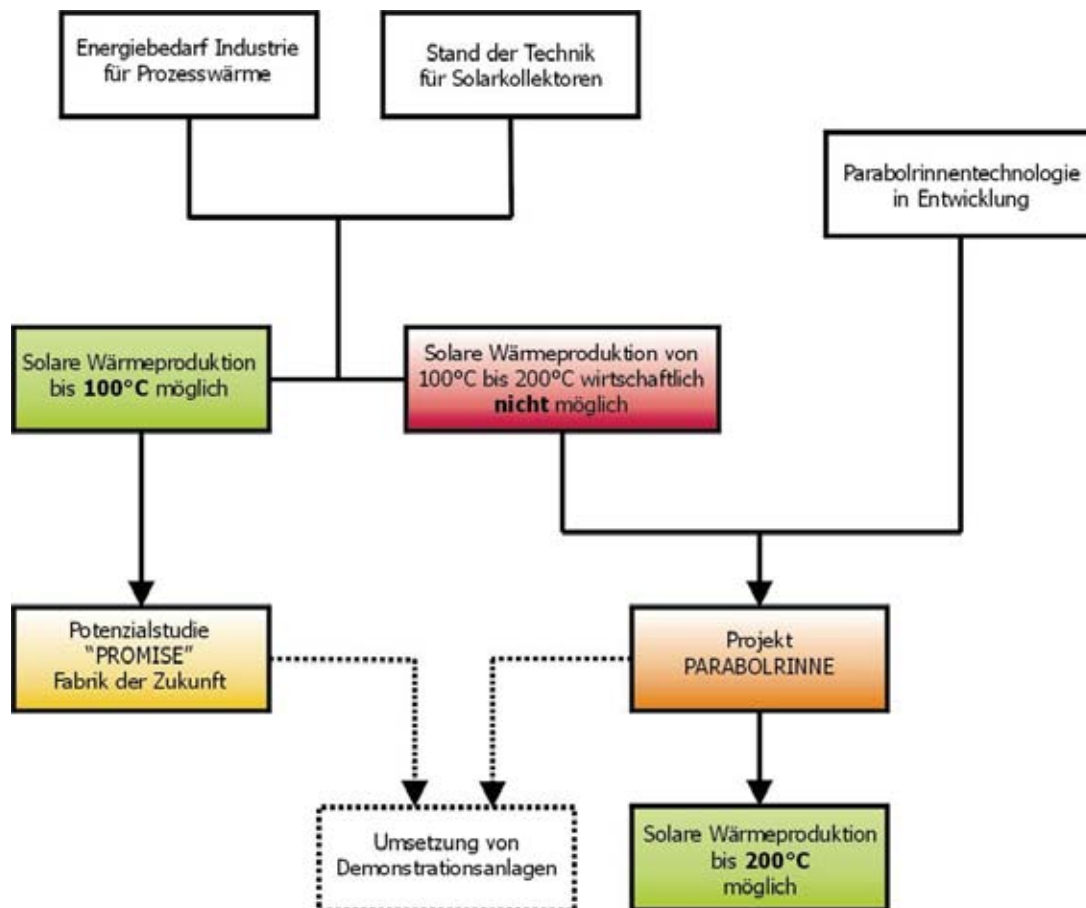 Energiebedarf Industrie
für Prozesswärme
Stand der Technik
für Solarkollektoren
Parabolrinnentechnologie
in Entwicklung
Solare Wärmeproduktion
bis 100°C möglich
Solare Wärmeproduktion von
100°C bis 200°C wirtschaftlich
nicht möglich
Potenzialstudie
"PROMISE"
Fabrik der Zukunft
Projekt
PARABOLRINNE
Umsetzung von
Demonstrationsanlagen
Solare Wärmeproduktion
bis 200°C
möglich